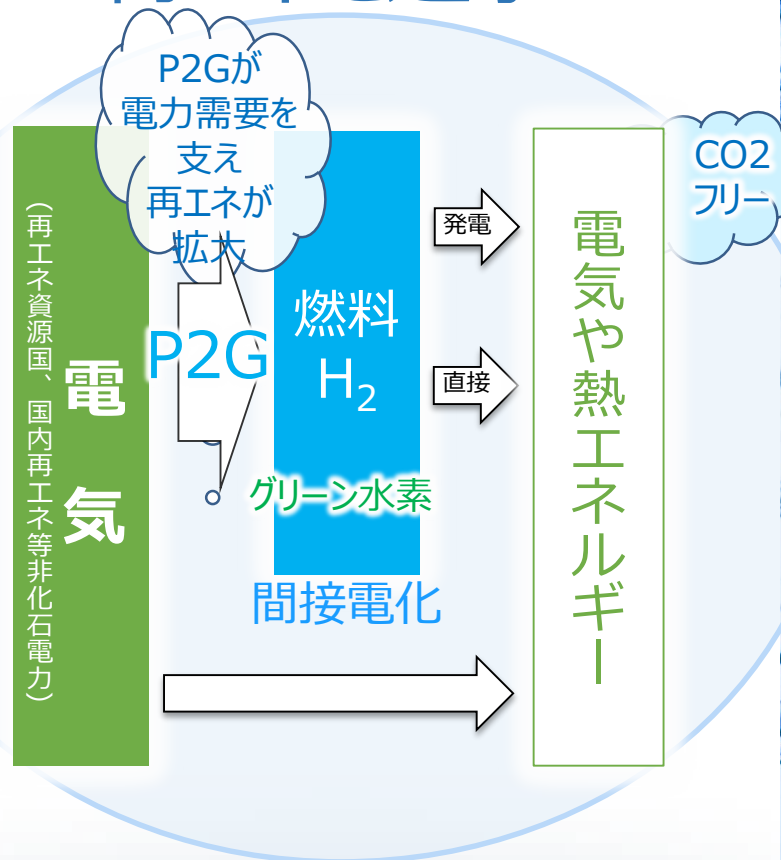 P2Gが
電力需要を
支え
再エネが
拡大
CO2
フリー
電気
(再エネ資源国、国内再エネ等非化石電力)
P2G
燃料
H₂
グリーン水素
間接電化
発電
直接
電気や熱エネルギー